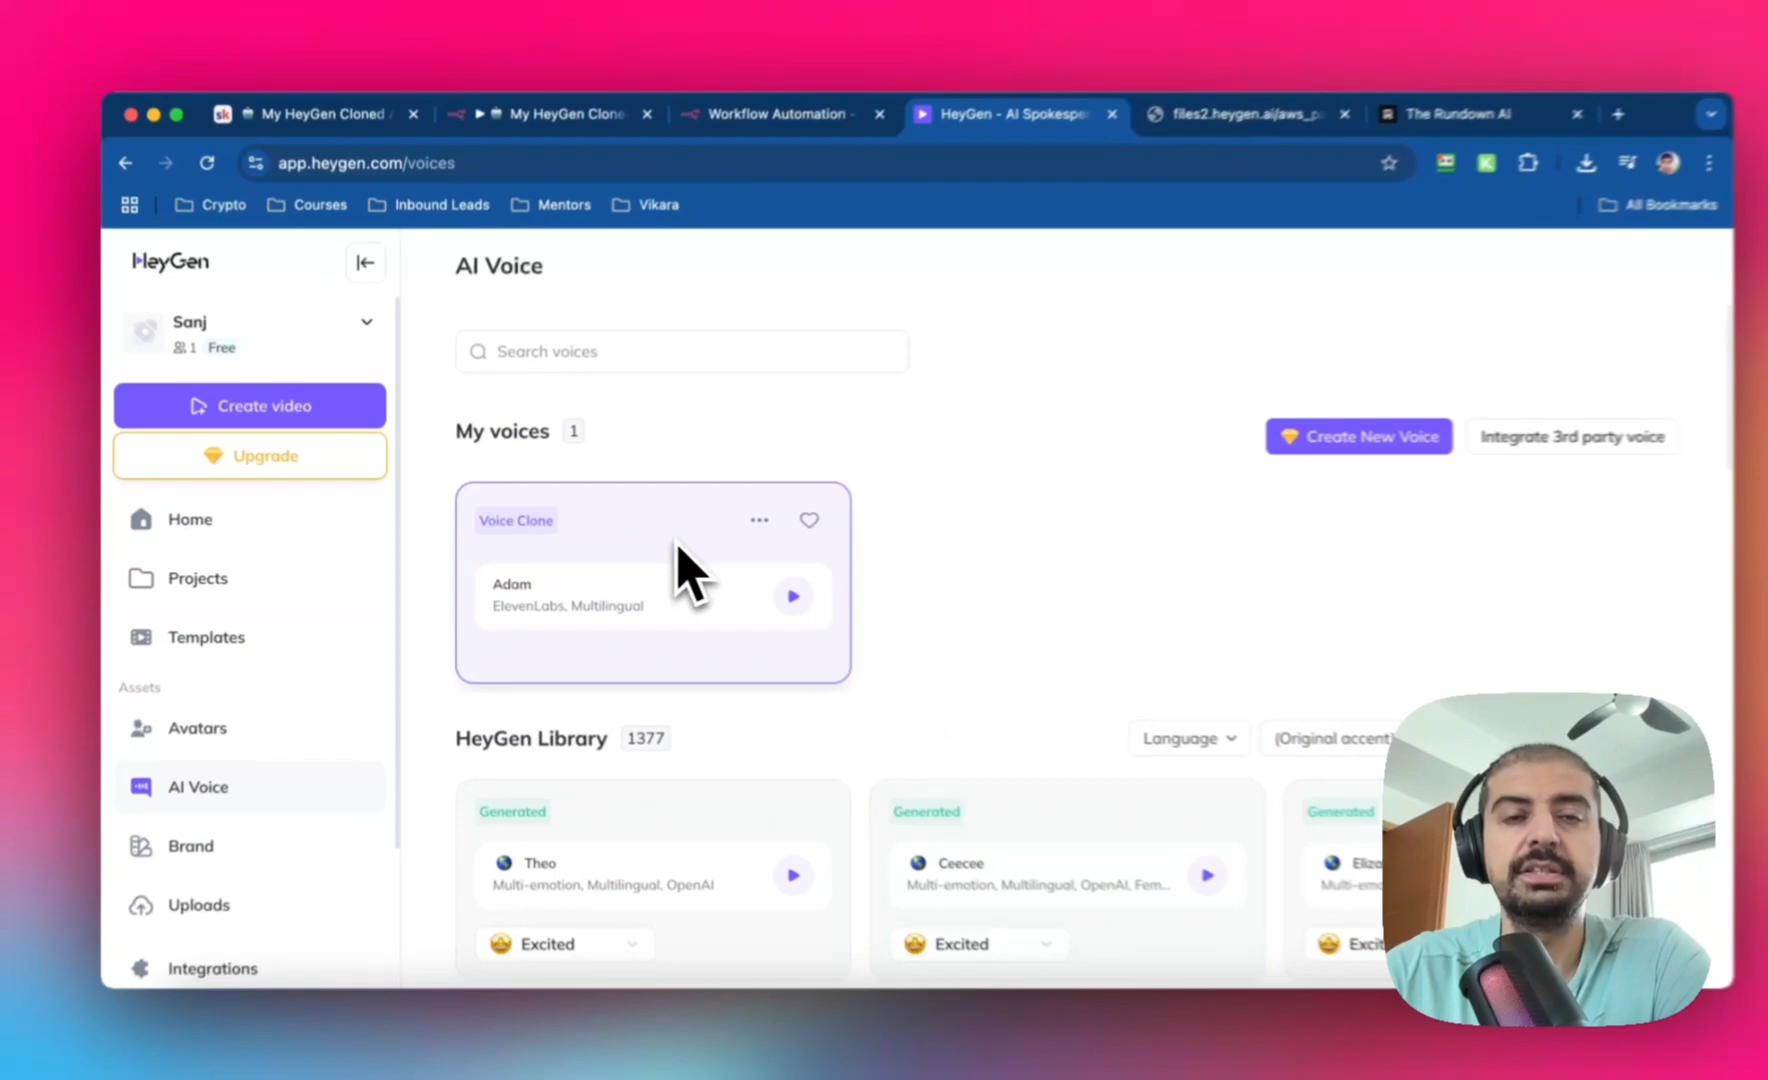 My HeyGen Cloned
My HeyGen Clone
Workflow Automation -
HeyGen - AI Spokespe
files2.heygen.ai/aws_p
The Rundown AI
app.heygen.com/voices
Crypto
Courses
Inbound Leads
Mentors
Vikara
All Bookmarks
HeyGen
Sanj
1 Free
Create video
Upgrade
Home
Projects
Templates
Assets
Avatars
AI Voice
Brand
Uploads
Integrations
AI Voice
Search voices
My voices 1
Create New Voice
Integrate 3rd party voice
Voice Clone
Adam
ElevenLabs, Multilingual
HeyGen Library 1377
Language
(Original accent)
Generated
Theo
Multi-emotion, Multilingual, OpenAI
Excited
Generated
Ceecee
Multi-emotion, Multilingual, OpenAI, Fem...
Excited
Generated
Eliza
Multi-emo
Excit